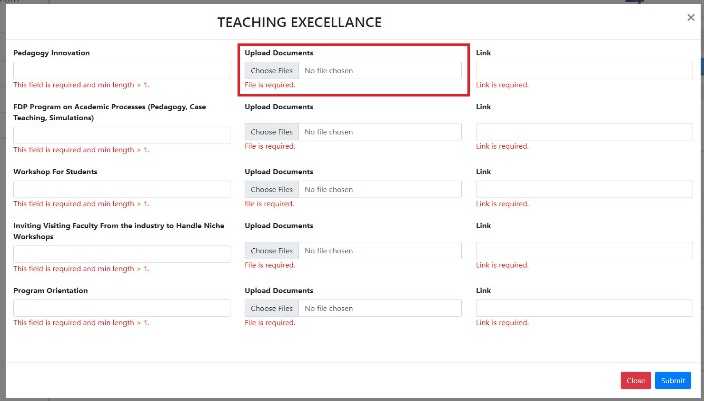 TEACHING EXECELLANCE
×
Pedagogy Innovation
Upload Documents
Link
Choose Files No file chosen
This field is required and min length > 1.
File is required.
Link is required.
FDP Program on Academic Processes (Pedagogy, Case
Teaching, Simulations)
Upload Documents
Link
Choose Files No file chosen
This field is required and min length > 1.
File is required.
Link is required.
Workshop For Students
Upload Documents
Link
Choose Files No file chosen
This field is required and min length > 1.
file is required.
Link is required.
Inviting Visiting Faculty From the industry to Handle Niche
Workshops
Upload Documents
Link
Choose Files No file chosen
This field is required and min length > 1.
File is required.
Link is required.
Program Orientation
Upload Documents
Link
Choose Files No file chosen
This field is required and min length > 1.
File is required.
Link is required.
Close
Submit